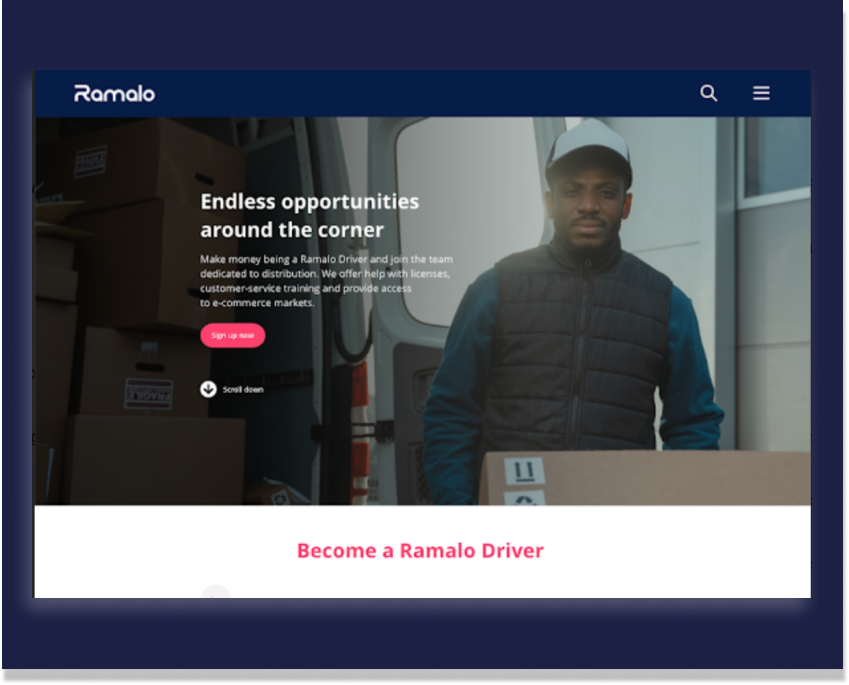 Ramalo
FRAGILE
Endless opportunities
around the corner
Make money being a Ramalo Driver and join the team
dedicated to distribution. We offer help with licenses,
customer-service training and provide access
to e-commerce markets.
Sign up now
Scroll down
Become a Ramalo Driver